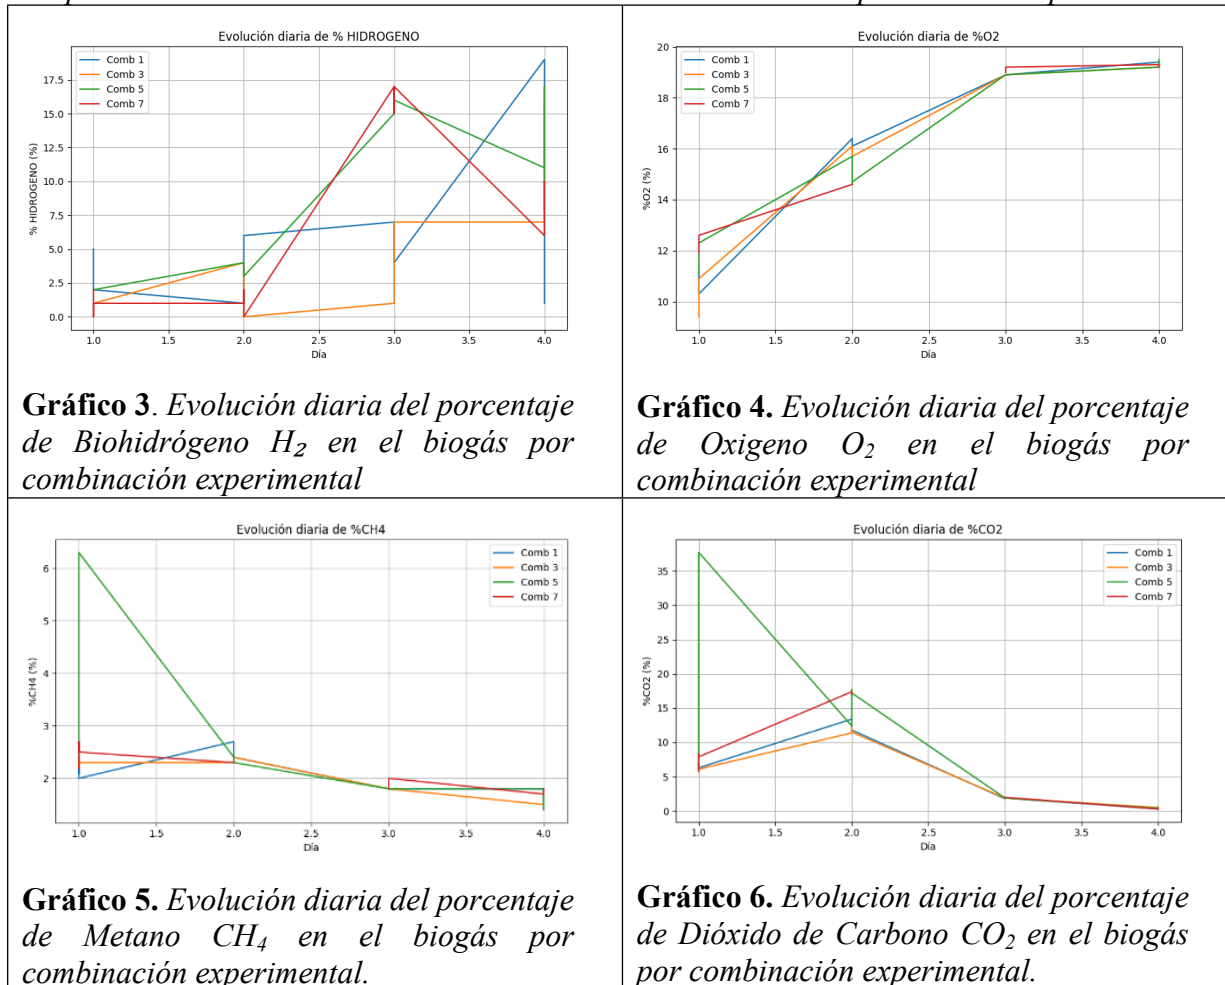 Evolución diaria de % HIDROGENO
Comb 1
Comb 3
Comb 5
Comb 7
% HIDROGENO (%)
17.5
15.0
12.5
10.0
7.5
5.0
2.5
0.0
1.0 1.5 2.0 2.5 3.0 3.5 4.0
Día
Gráfico 3. Evolución diaria del porcentaje
de Biohidrógeno H₂ en el biogás por
combinación experimental
Evolución diaria de %O2
Comb 1
Comb 3
Comb 5
Comb 7
%O2 (%)
20
18
16
14
12
10
1.0 1.5 2.0 2.5 3.0 3.5 4.0
Día
Gráfico 4. Evolución diaria del porcentaje
de Oxigeno O₂ en el biogás por
combinación experimental
Evolución diaria de %CH4
Comb 1
Comb 3
Comb 5
Comb 7
%CH4 (%)
6
5
4
3
2
1.0 1.5 2.0 2.5 3.0 3.5 4.0
Día
Gráfico 5. Evolución diaria del porcentaje
de Metano CH₄ en el biogás por
combinación experimental.
Evolución diaria de %CO2
Comb 1
Comb 3
Comb 5
Comb 7
%CO2 (%)
35
30
25
20
15
10
5
0
1.0 1.5 2.0 2.5 3.0 3.5 4.0
Día
Gráfico 6. Evolución diaria del porcentaje
de Dióxido de Carbono CO₂ en el biogás
por combinación experimental.